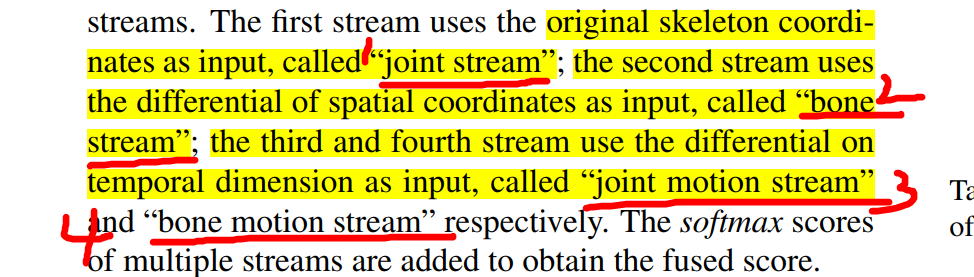 streams. The first stream uses the original skeleton coordi-
1
nates as input, called “joint stream”; the second stream uses
the differential of spatial coordinates as input, called “bone
2
stream”; the third and fourth stream use the differential on
temporal dimension as input, called “joint motion stream”
3
Ta
4
and “bone motion stream” respectively. The softmax scores
of
of multiple streams are added to obtain the fused score.